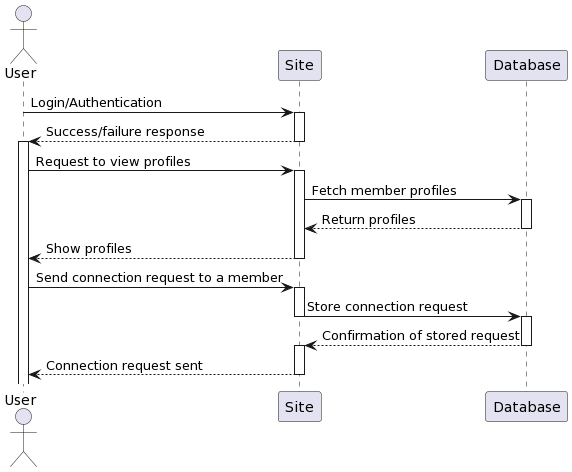 User
Site
Database
Login/Authentication
Success/failure response
Request to view profiles
Fetch member profiles
Return profiles
Show profiles
Send connection request to a member
Store connection request
Confirmation of stored request
Connection request sent
User
Site
Database